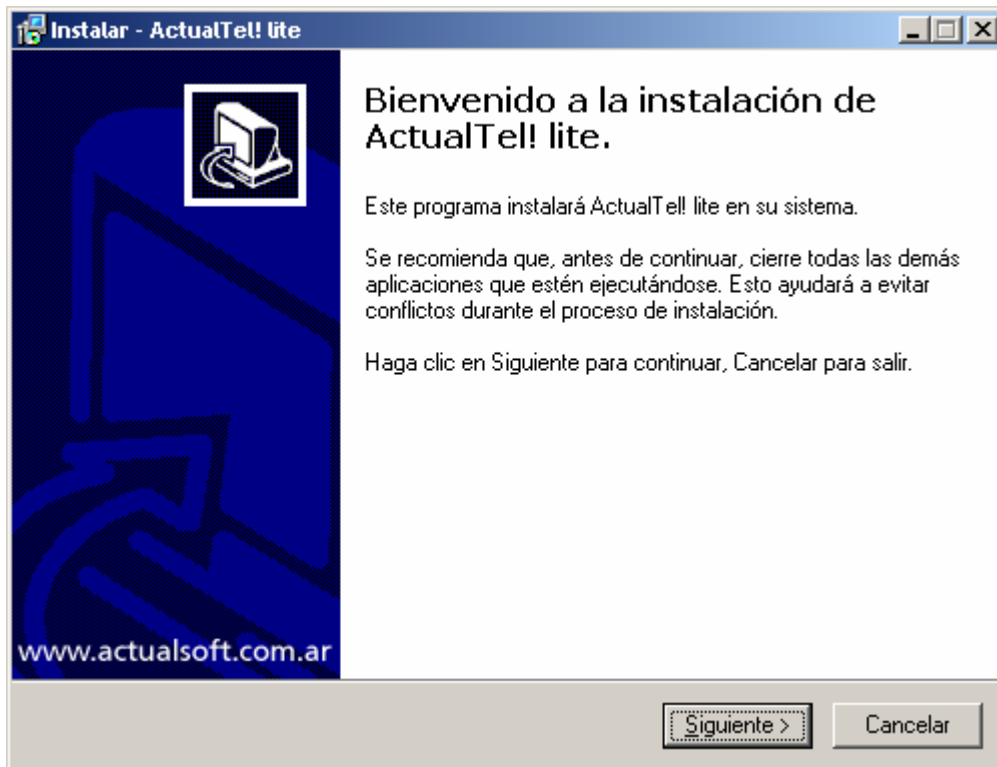 Instalar - ActualTel! lite
Bienvenido a la instalación de
ActualTel! lite.
Este programa instalará ActualTel! lite en su sistema.
Se recomienda que, antes de continuar, cierre todas las demás
aplicaciones que estén ejecutándose. Esto ayudará a evitar
conflictos durante el proceso de instalación.
Haga clic en Siguiente para continuar, Cancelar para salir.
www.actualsoft.com.ar
Siguiente >
Cancelar